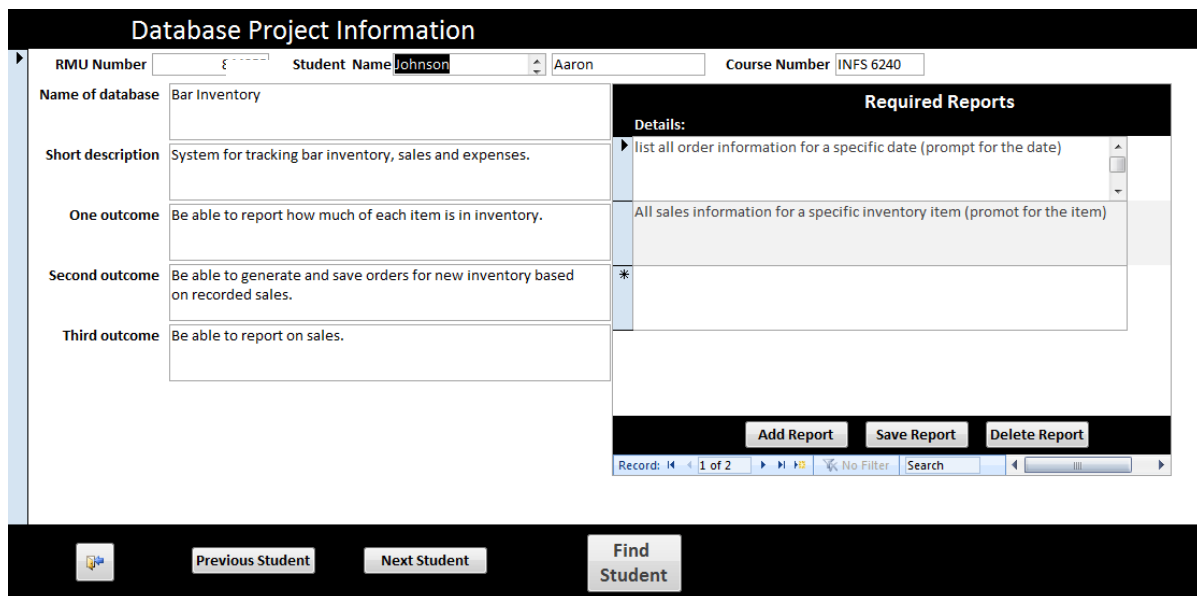 Database Project Information
RMU Number Student Name Johnson Aaron Course Number INFS 6240
Name of database Bar Inventory
Short description System for tracking bar inventory, sales and expenses.
One outcome Be able to report how much of each item is in inventory.
Second outcome Be able to generate and save orders for new inventory based
on recorded sales.
Third outcome Be able to report on sales.
Required Reports
Details:
list all order information for a specific date (prompt for the date)
All sales information for a specific inventory item (promot for the item)
Add Report Save Report Delete Report
Record: 1 of 2 No Filter Search
Previous Student Next Student Find
Student